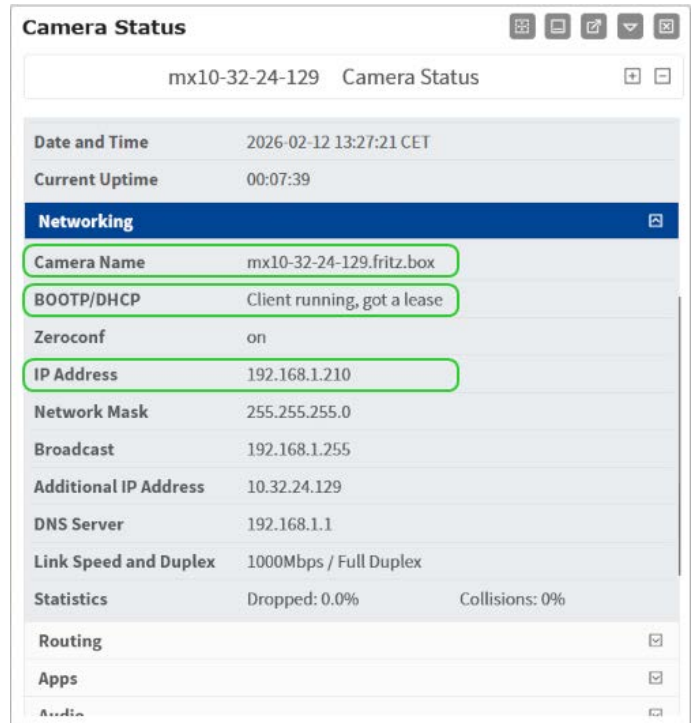 Camera Status
mx10-32-24-129 Camera Status
Date and Time 2026-02-12 13:27:21 CET
Current Uptime 00:07:39
Networking
Camera Name mx10-32-24-129.fritz.box
BOOTP/DHCP Client running, got a lease
Zeroconf on
IP Address 192.168.1.210
Network Mask 255.255.255.0
Broadcast 192.168.1.255
Additional IP Address 10.32.24.129
DNS Server 192.168.1.1
Link Speed and Duplex 1000Mbps / Full Duplex
Statistics Dropped: 0.0% Collisions: 0%
Routing
Apps
Audio